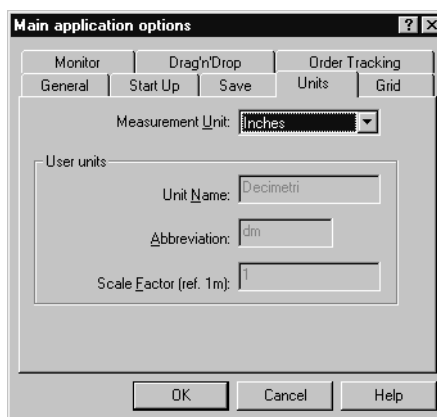 Main application options
Monitor Drag'n'Drop Order Tracking
General Start Up Save Units Grid
Measurement Unit: Inches
User units
Unit Name: Decimetri
Abbreviation: dm
Scale Factor (ref. 1m): 1
OK Cancel Help